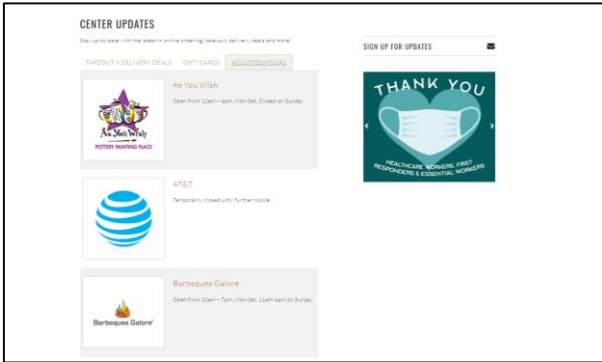 CENTER UPDATES
Stay up-to-date with the latest in online ordering, take-out, delivery, deals and more!
TAKEOUT + DELIVERY DEALS
GIFT CARDS
ADJUSTED HOURS
As You Wish
Open from 11am – 4pm, Mon-Sat, Closed on Sunday.
As You Wish
POTTERY PAINTING PLACE
AT&T
Temporarily closed until further notice.
Barbeques Galore
Open from 10am – 7pm, Mon-Sat, 11am-6pm on Sunday.
Barbeques Galore®
SIGN UP FOR UPDATES
THANK YOU
HEALTHCARE WORKERS, FIRST
RESPONDERS & ESSENTIAL WORKERS